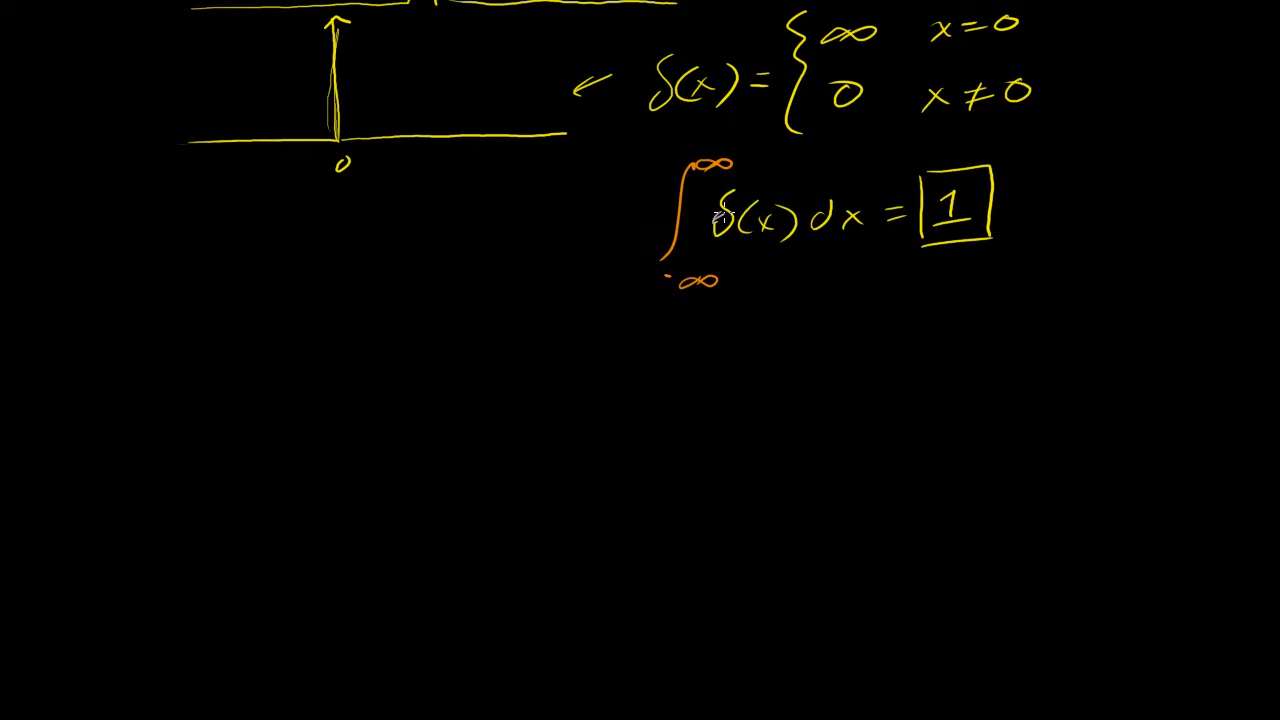 δ(x) = { ∞ x = 0
0 x ≠ 0
0
∫_{-∞}^{∞} δ(x) dx = 1